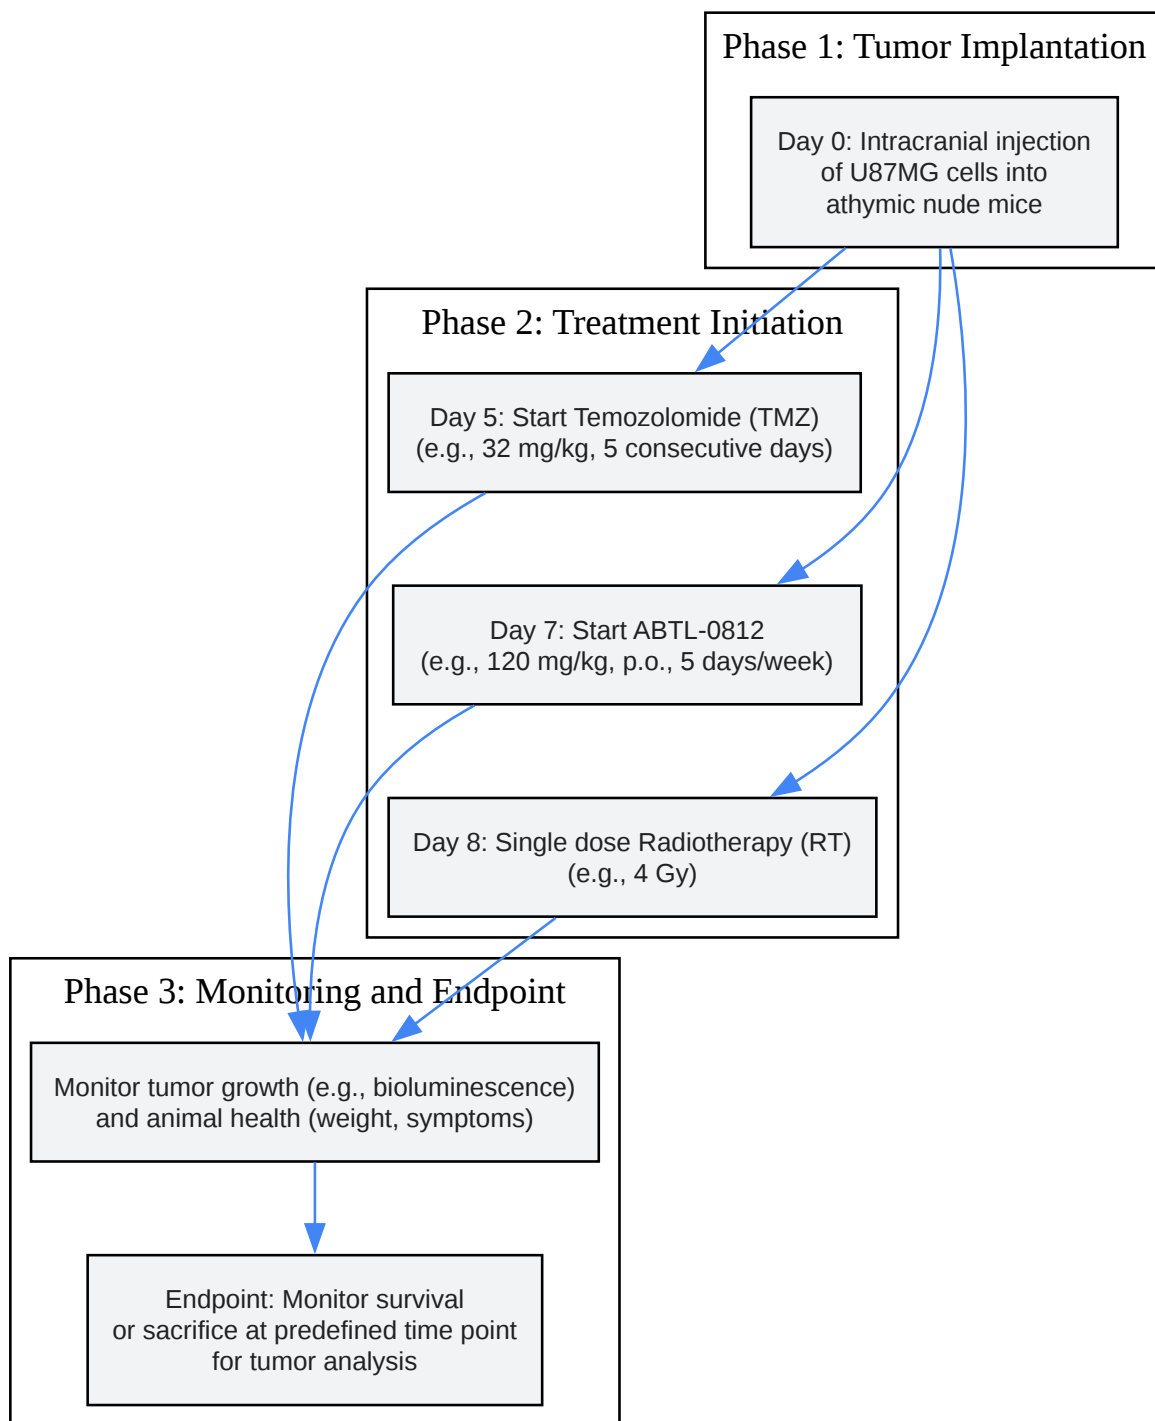 Phase 1: Tumor Implantation
Day 0: Intracranial injection
of U87MG cells into
athymic nude mice
Phase 2: Treatment Initiation
Day 5: Start Temozolomide (TMZ)
(e.g., 32 mg/kg, 5 consecutive days)
Day 7: Start ABTL-0812
(e.g., 120 mg/kg, p.o., 5 days/week)
Day 8: Single dose Radiotherapy (RT)
(e.g., 4 Gy)
Phase 3: Monitoring and Endpoint
Monitor tumor growth (e.g., bioluminescence)
and animal health (weight, symptoms)
Endpoint: Monitor survival
or sacrifice at predefined time point
for tumor analysis